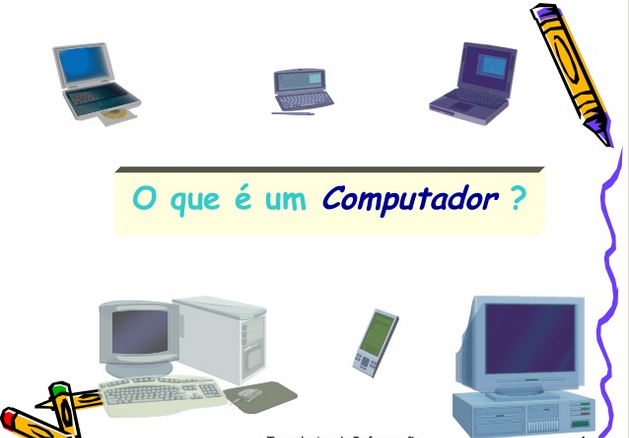 O que é um Computador ?